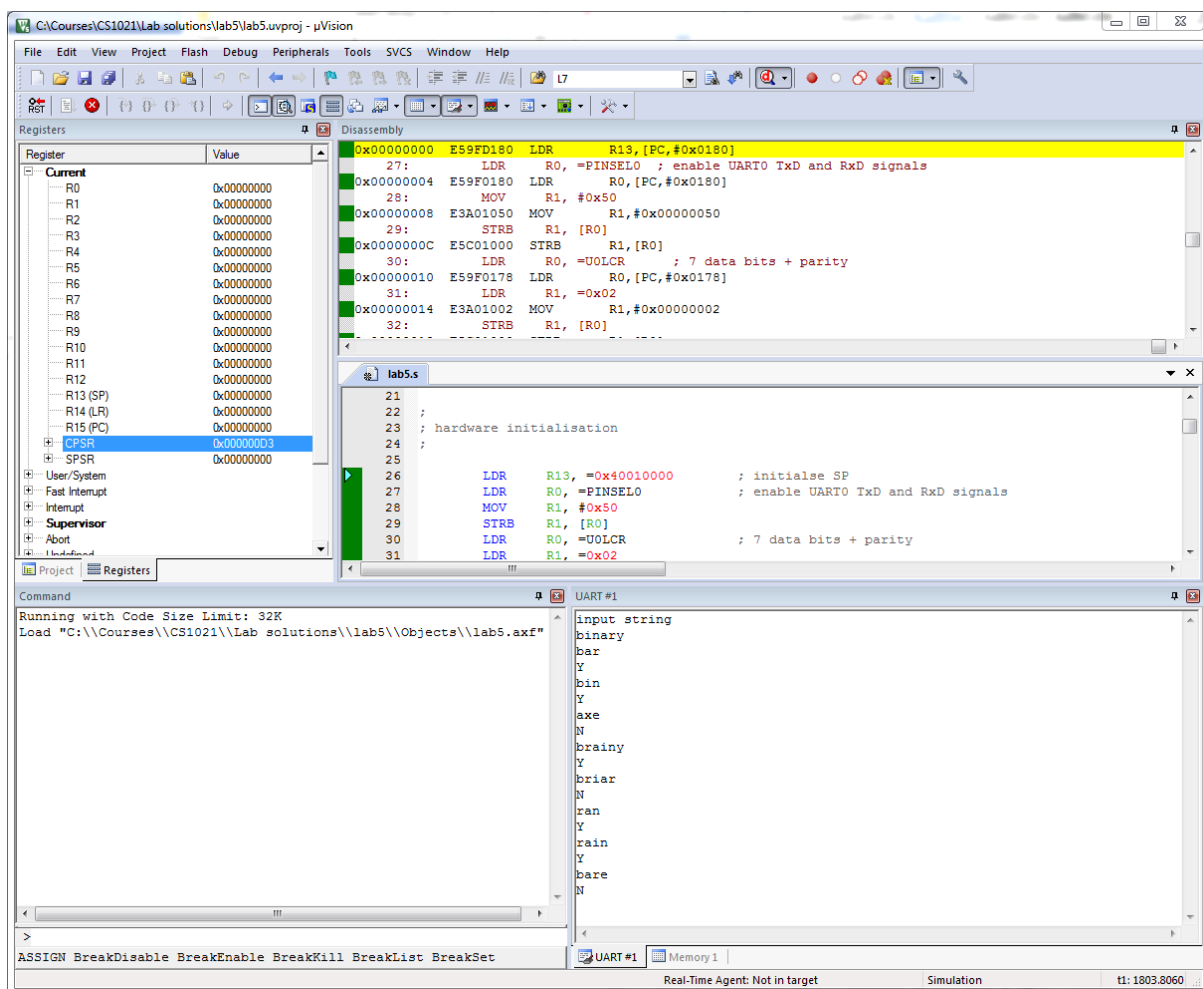 C:\Courses\CS1021\Lab solutions\lab5\lab5.uvproj - µVision
File Edit View Project Flash Debug Peripherals Tools SVCS Window Help
L7
RST
Registers
Register Value
Current
R0 0x00000000
R1 0x00000000
R2 0x00000000
R3 0x00000000
R4 0x00000000
R5 0x00000000
R6 0x00000000
R7 0x00000000
R8 0x00000000
R9 0x00000000
R10 0x00000000
R11 0x00000000
R12 0x00000000
R13 (SP) 0x00000000
R14 (LR) 0x00000000
R15 (PC) 0x00000000
CPSR 0x000000D3
SPSR 0x00000000
User/System
Fast Interrupt
Interrupt
Supervisor
Abort
Undefined
Project Registers
Disassembly
0x00000000 E59FD180 LDR R13,[PC,#0x0180]
27: LDR R0, =PINSEL0 ; enable UART0 TxD and RxD signals
0x00000004 E59F0180 LDR R0,[PC,#0x0180]
28: MOV R1, #0x50
0x00000008 E3A01050 MOV R1,#0x00000050
29: STRB R1, [R0]
0x0000000C E5C01000 STRB R1,[R0]
30: LDR R0, =U0LCR ; 7 data bits + parity
0x00000010 E59F0178 LDR R0,[PC,#0x0178]
31: LDR R1, =0x02
0x00000014 E3A01002 MOV R1,#0x00000002
32: STRB R1, [R0]
lab5.s
21
22 ;
23 ; hardware initialisation
24 ;
25
26 LDR R13, =0x40010000 ; initialse SP
27 LDR R0, =PINSEL0 ; enable UART0 TxD and RxD signals
28 MOV R1, #0x50
29 STRB R1, [R0]
30 LDR R0, =U0LCR ; 7 data bits + parity
31 LDR R1, =0x02
Command
Running with Code Size Limit: 32K
Load "C:\\Courses\\CS1021\\Lab solutions\\lab5\\Objects\\lab5.axf"
>
ASSIGN BreakDisable BreakEnable BreakKill BreakList BreakSet
UART #1
input string
binary
bar
Y
bin
Y
axe
N
brainy
Y
briar
N
ran
Y
rain
Y
bare
N
UART #1 Memory 1
Real-Time Agent: Not in target Simulation t1: 1803.8060